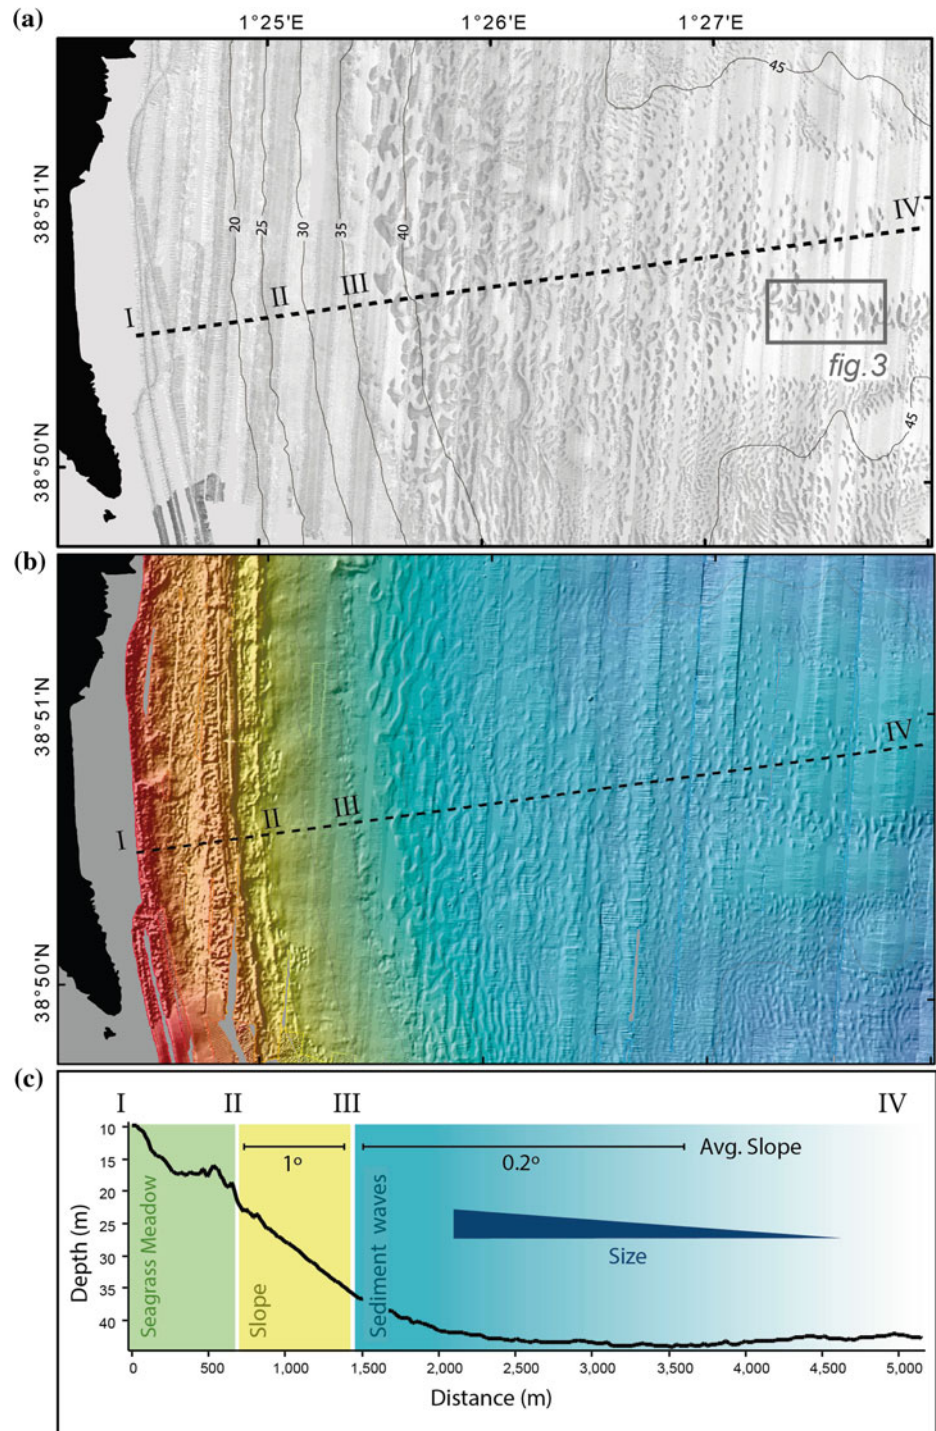 (a)
1°25'E 1°26'E 1°27'E
45
38°51'N
20 25 30 35 40
IV
III
II
I
fig.3
45
38°50'N
(b)
38°51'N
IV
III
II
I
38°50'N
(c)
I II III IV
10
15
20
25
30
35
40
Depth (m)
Seagrass Meadow
Slope
Sediment waves
1° 0.2° Avg. Slope
Size
0 500 1,000 1,500 2,000 2,500 3,000 3,500 4,000 4,500 5,000
Distance (m)